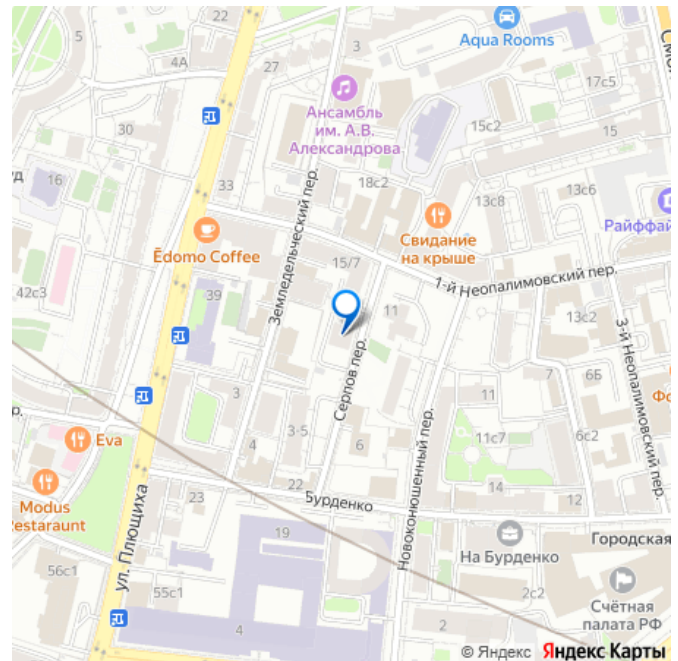 5
4А
27
3
Aqua Rooms
17с5
Ансамбль
им. А.В.
Александрова
15с2
15
30
16
33
18с2
13с8
13с6
Ēdomo Coffee
Свидание
на крыше
Райффай
15/7
1-й Неопалимовский пер.
Земледельческий пер.
42с3
39
11
13с2
3-й Неопалимовский пер.
Серпов пер.
7
6Б
3
11
Фо
4
3-5
6
11с7
6с2
Eva
Новоконюшенный пер.
22
14
12
Modus
Restaraunt
23
Бурденко
ул. Плющиха
19
На Бурденко
Городская
56с1
55с1
4
2
2с2
Счётная
палата РФ
© Яндекс Яндекс Карты